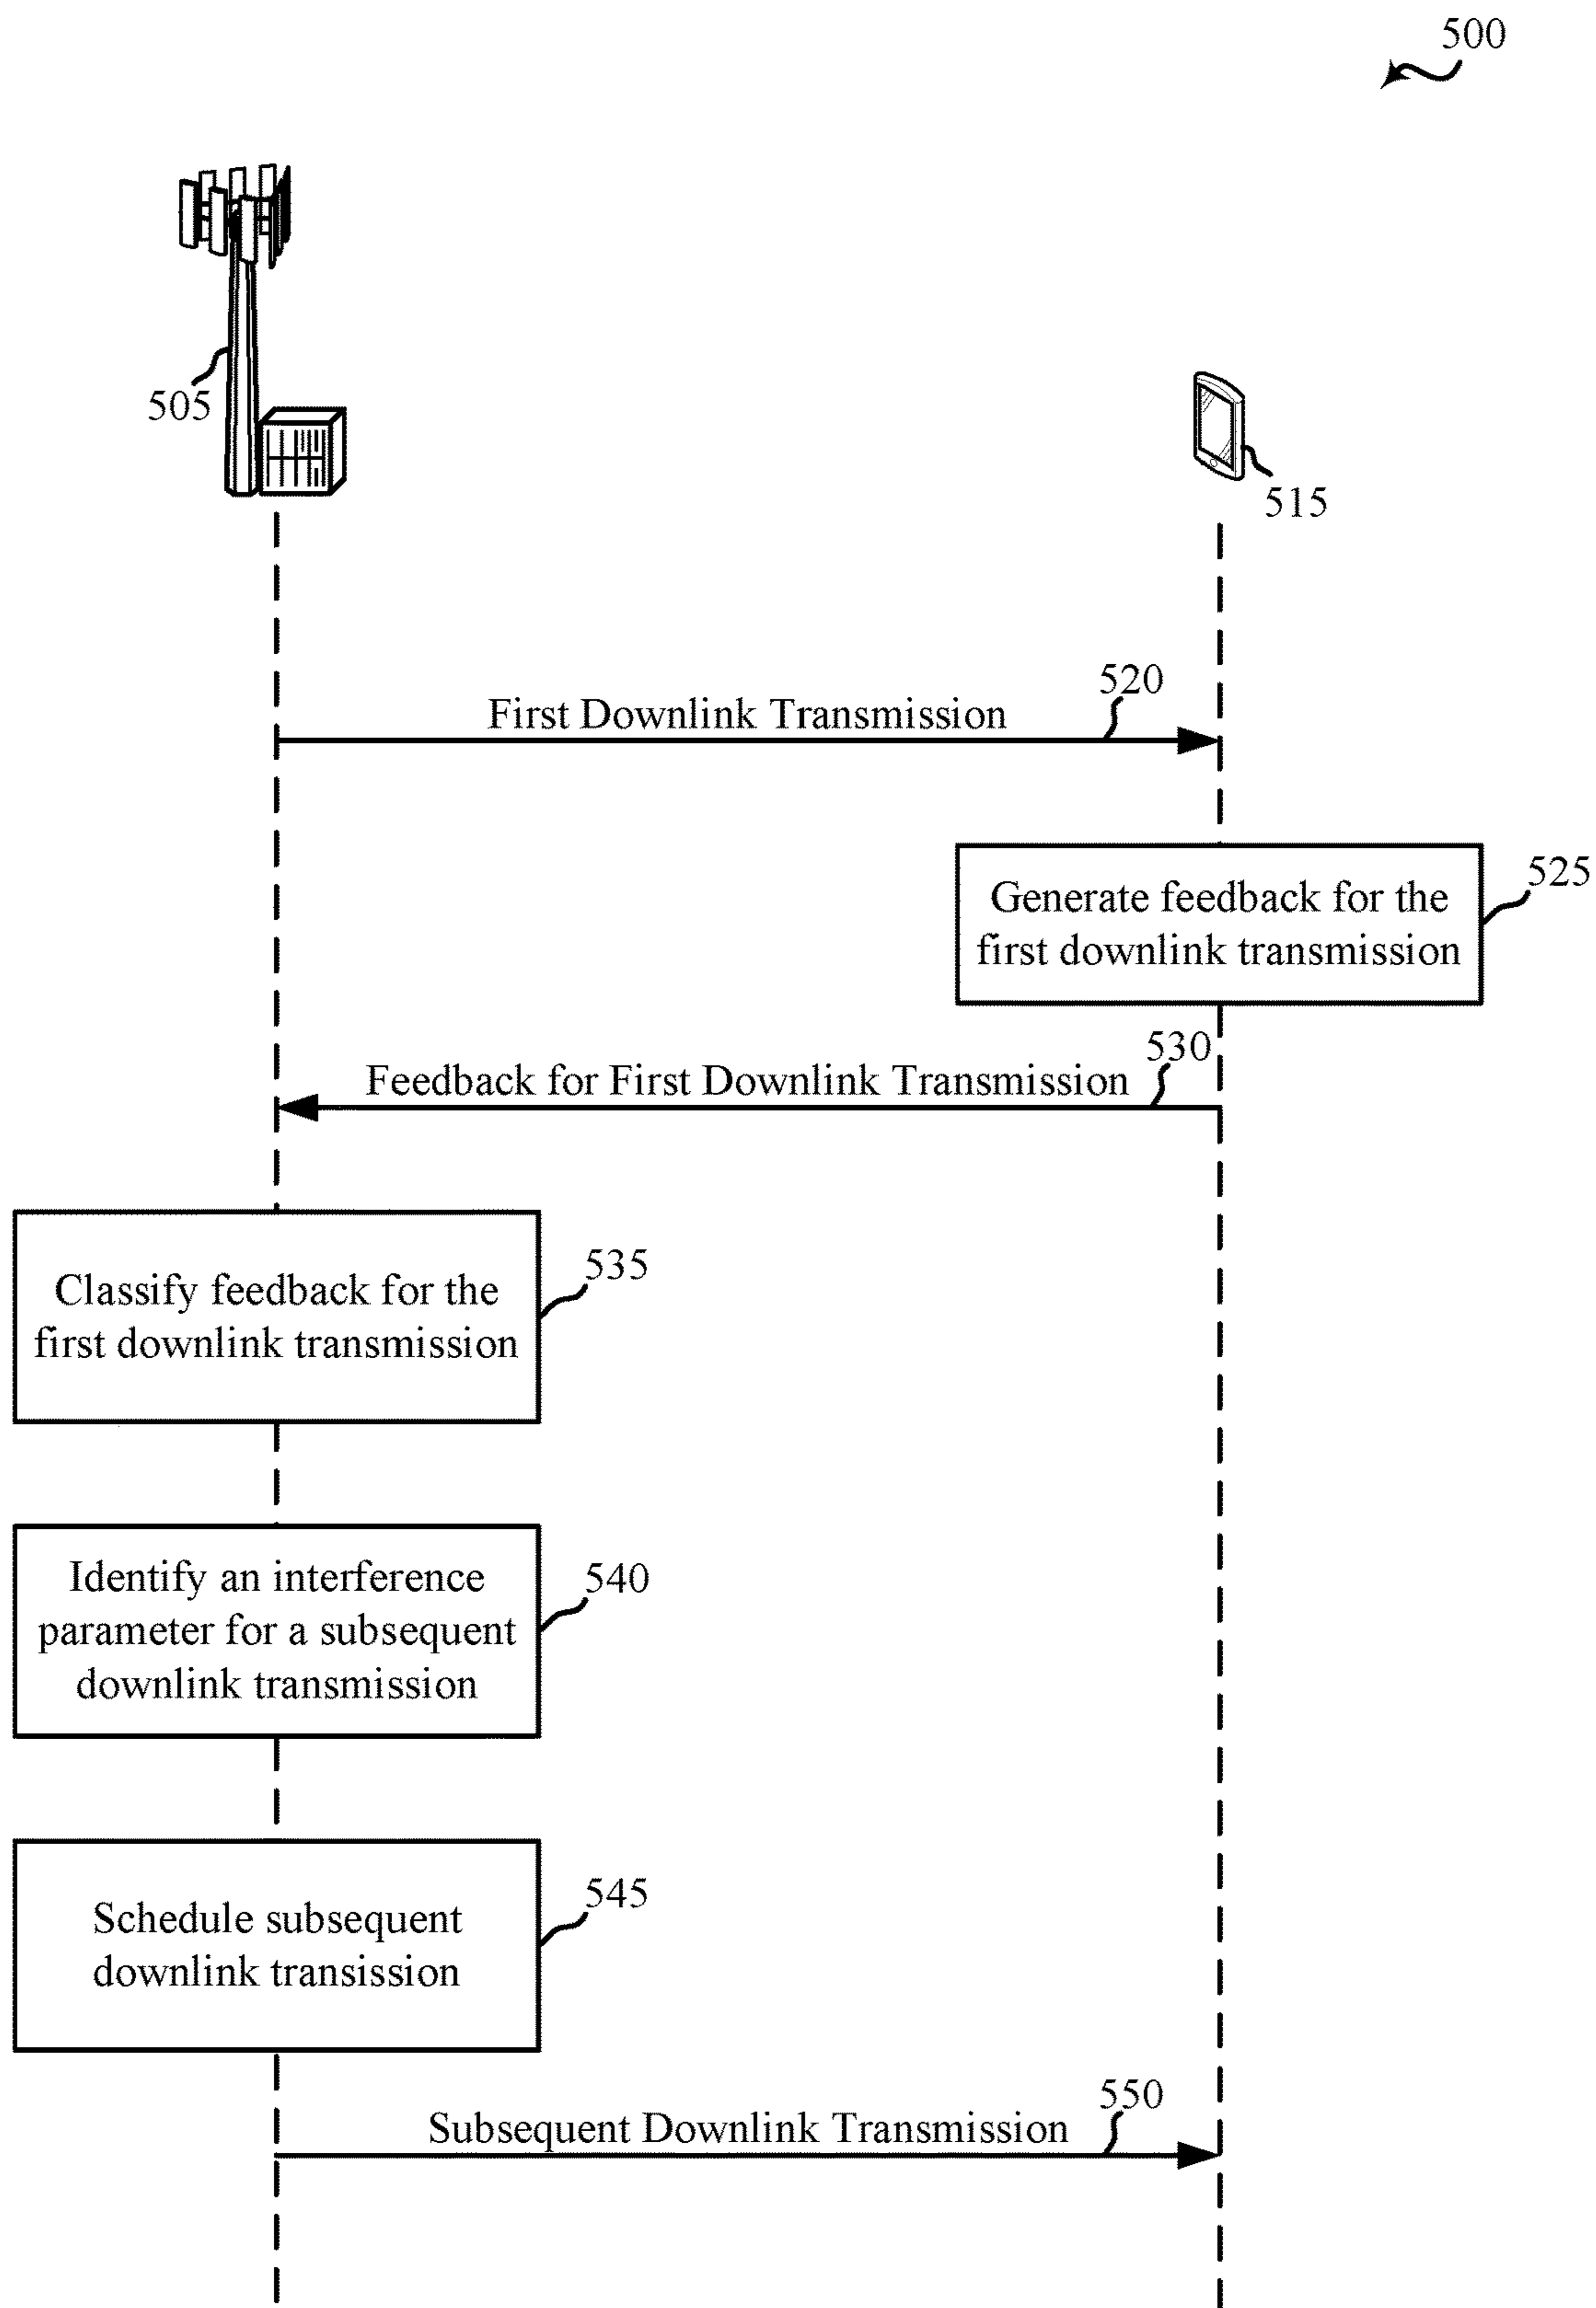 500
505
515
520
First Downlink Transmission
525
Generate feedback for the
first downlink transmission
530
Feedback for First Downlink Transmission
535
Classify feedback for the
first downlink transmission
Identify an interference
540
parameter for a subsequent
downlink transmission
545
Schedule subsequent
downlink transission
550
Subsequent Downlink Transmission